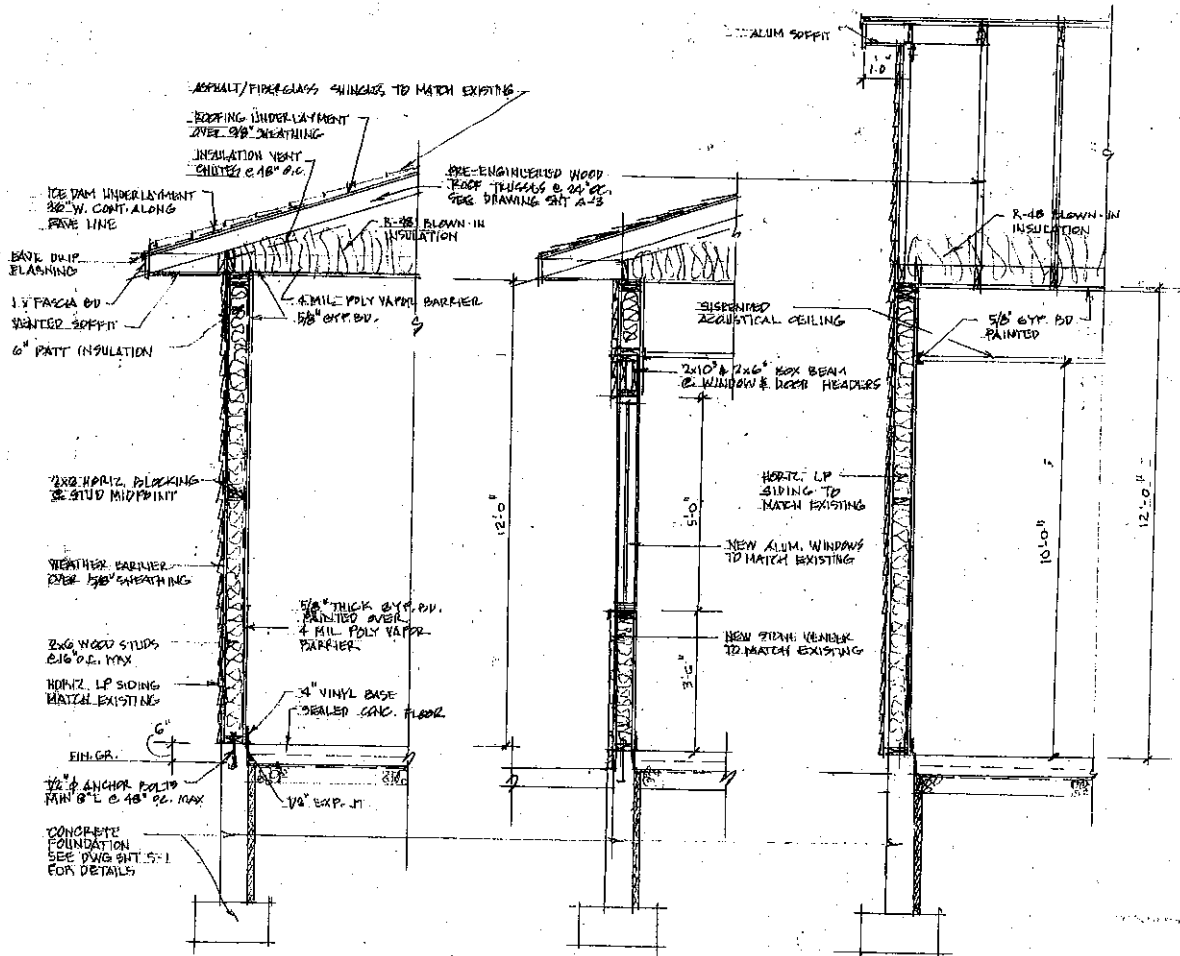 ALUM SOFFIT
1'-0"
ASPHALT/FIBERGLASS SHINGLES TO MATCH EXISTING
ROOFING UNDERLAYMENT
OVER 5/8" SHEATHING
INSULATION VENT
CHUTES @ 48" O.C.
ICE DAM UNDERLAYMENT
36" W. CONT. ALONG
EAVE LINE
PRE-ENGINEERED WOOD
ROOF TRUSSES @ 24" OC.
SEE DRAWING SHT A-3
R-48 BLOWN-IN
INSULATION
R-48 BLOWN-IN
INSULATION
EAVE DRIP
FLASHING
1X FASCIA BD
VENTED SOFFIT
6" BATT INSULATION
4 MIL POLY VAPOR BARRIER
5/8" GYP. BD.
SUSPENDED
ACOUSTICAL CEILING
5/8" GYP. BD.
PAINTED
2x10's & 2x6's BOX BEAM
@ WINDOW & DOOR HEADERS
2x6 HORIZ. BLOCKING
@ STUD MIDPOINT
12'-0"
5'-0"
HORIZ. LP
SIDING TO
MATCH EXISTING
10'-0"
12'-0"
NEW ALUM. WINDOWS
TO MATCH EXISTING
WEATHER BARRIER
OVER 5/8" SHEATHING
5/8" THICK GYP. BD.
PAINTED OVER
4 MIL POLY VAPOR
BARRIER
2x6 WOOD STUDS
@ 16" O.C. MAX
NEW STONE VENEER
TO MATCH EXISTING
3'-0"
HORIZ. LP SIDING
MATCH EXISTING
4" VINYL BASE
SEALED CONC. FLOOR
6"
FIN. GR.
1/2" φ ANCHOR BOLTS
MIN 8" L @ 48" O.C. MAX
1/2" EXP. JT
CONCRETE
FOUNDATION
SEE DWG SHT S-1
FOR DETAILS